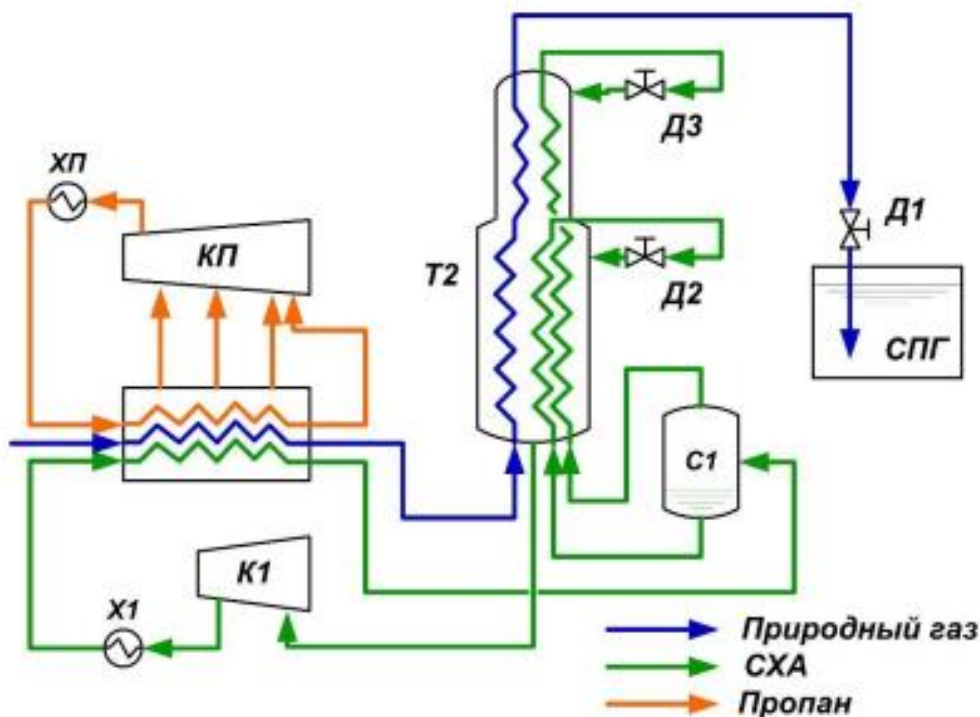 ХП
КП
Т2
Д3
Д2
Д1
СПГ
С1
К1
Х1
Природный газ
СХА
Пропан